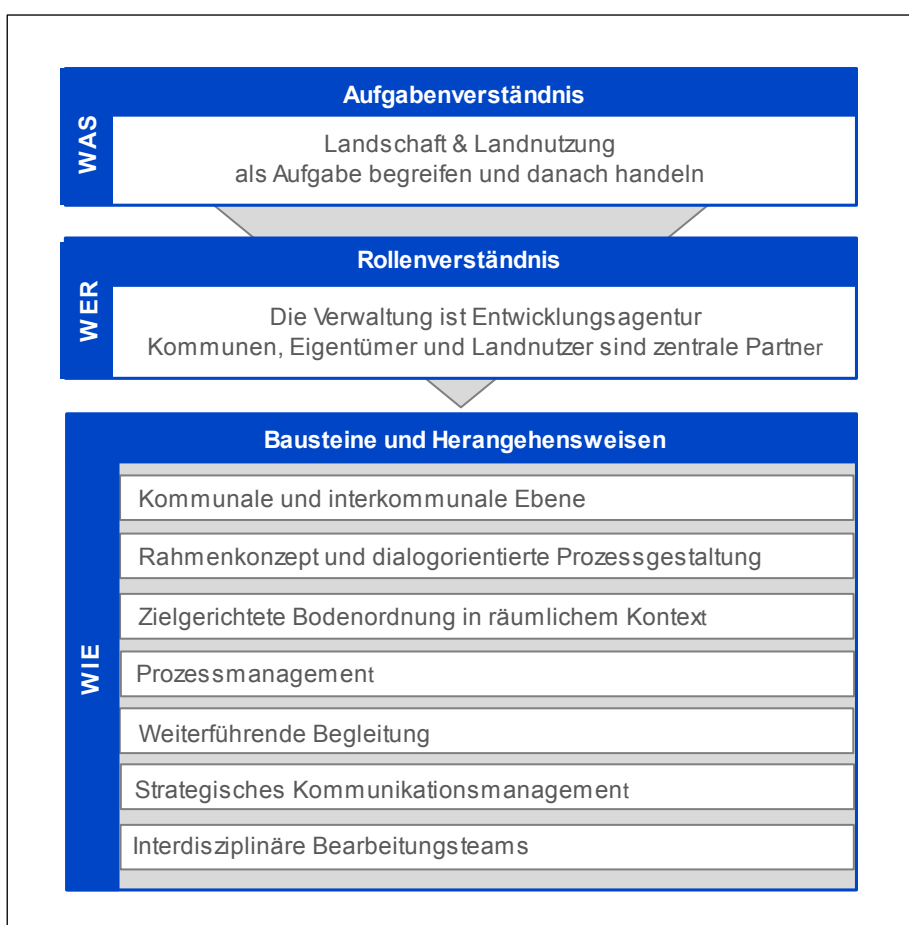 WAS
Aufgabenverständnis
Landschaft & Landnutzung
als Aufgabe begreifen und danach handeln
WER
Rollenverständnis
Die Verwaltung ist Entwicklungsagentur
Kommunen, Eigentümer und Landnutzer sind zentrale Partner
WIE
Bausteine und Herangehensweisen
Kommunale und interkommunale Ebene
Rahmenkonzept und dialogorientierte Prozessgestaltung
Zielgerichtete Bodenordnung in räumlichem Kontext
Prozessmanagement
Weiterführende Begleitung
Strategisches Kommunikationsmanagement
Interdisziplinäre Bearbeitungsteams